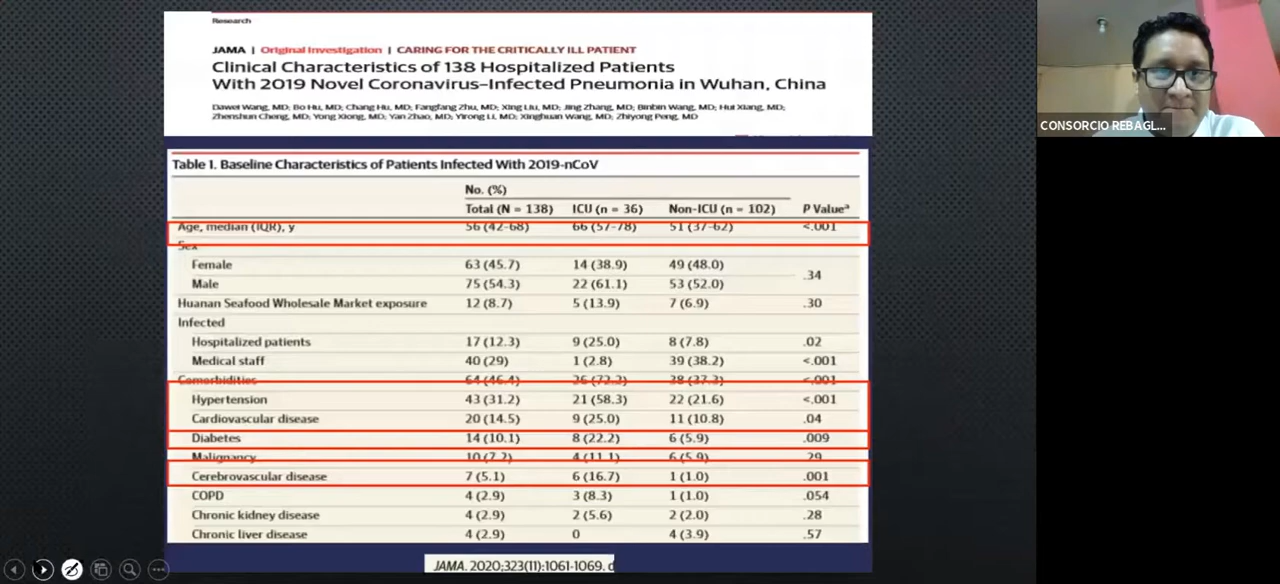 Research
JAMA | Original Investigation | CARING FOR THE CRITICALLY ILL PATIENT
Clinical Characteristics of 138 Hospitalized Patients
With 2019 Novel Coronavirus–Infected Pneumonia in Wuhan, China
Dawei Wang, MD; Bo Hu, MD; Chang Hu, MD; Fangfang Zhu, MD; Xing Liu, MD; Jing Zhang, MD; Binbin Wang, MD; Hui Xiang, MD;
Zhenshun Cheng, MD; Yong Xiong, MD; Yan Zhao, MD; Yirong Li, MD; Xinghuan Wang, MD; Zhiyong Peng, MD
CONSORCIO REBAGL...
Table 1. Baseline Characteristics of Patients Infected With 2019-nCoV
No. (%)
Total (N = 138) ICU (n = 36) Non-ICU (n = 102) P Valueᵃ
Age, median (IQR), y 56 (42-68) 66 (57-78) 51 (37-62) <.001
Sex
Female 63 (45.7) 14 (38.9) 49 (48.0)
.34
Male 75 (54.3) 22 (61.1) 53 (52.0)
Huanan Seafood Wholesale Market exposure 12 (8.7) 5 (13.9) 7 (6.9) .30
Infected
Hospitalized patients 17 (12.3) 9 (25.0) 8 (7.8) .02
Medical staff 40 (29) 1 (2.8) 39 (38.2) <.001
Comorbidities 64 (46.4) 26 (72.2) 38 (37.3) <.001
Hypertension 43 (31.2) 21 (58.3) 22 (21.6) <.001
Cardiovascular disease 20 (14.5) 9 (25.0) 11 (10.8) .04
Diabetes 14 (10.1) 8 (22.2) 6 (5.9) .009
Malignancy 10 (7.2) 4 (11.1) 6 (5.9) .29
Cerebrovascular disease 7 (5.1) 6 (16.7) 1 (1.0) .001
COPD 4 (2.9) 3 (8.3) 1 (1.0) .054
Chronic kidney disease 4 (2.9) 2 (5.6) 2 (2.0) .28
Chronic liver disease 4 (2.9) 0 4 (3.9) .57
JAMA. 2020;323(11):1061-1069. d